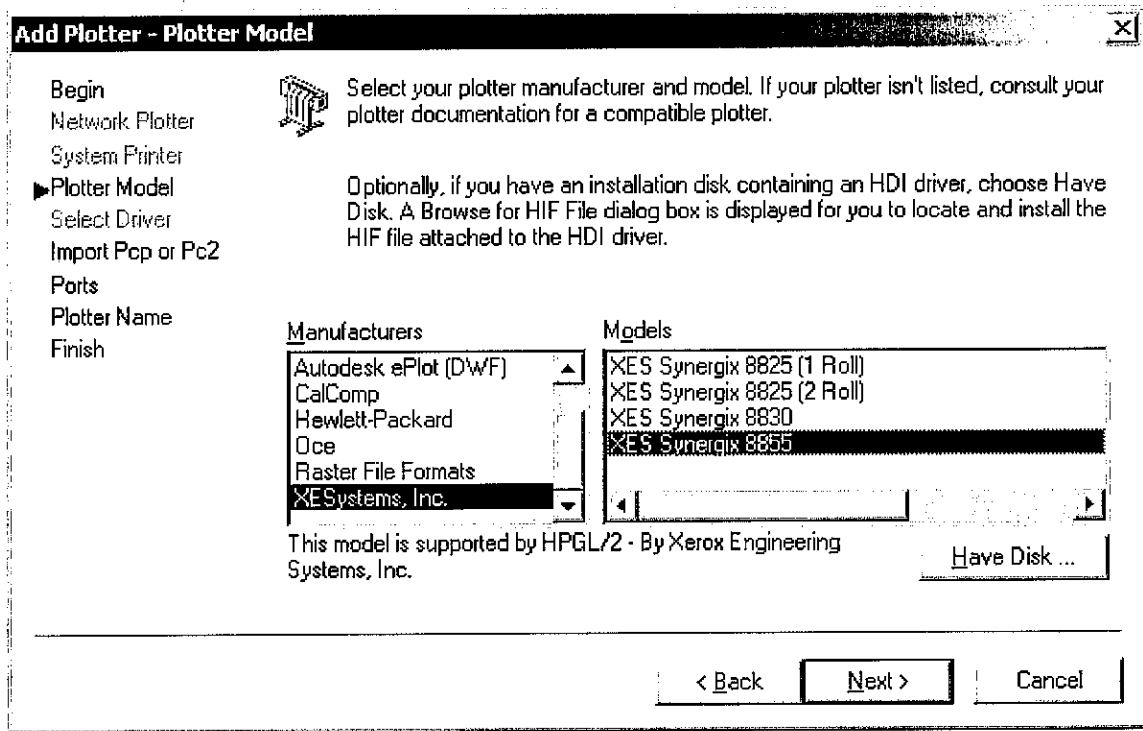 Add Plotter - Plotter Model
Begin
Network Plotter
System Printer
Plotter Model
Select Driver
Import Pcp or Pc2
Ports
Plotter Name
Finish
Select your plotter manufacturer and model. If your plotter isn't listed, consult your
plotter documentation for a compatible plotter.
Optionally, if you have an installation disk containing an HDI driver, choose Have
Disk. A Browse for HIF File dialog box is displayed for you to locate and install the
HIF file attached to the HDI driver.
Manufacturers
Autodesk ePlot (DWF)
CalComp
Hewlett-Packard
Oce
Raster File Formats
XESystems, Inc.
Models
XES Synergix 8825 (1 Roll)
XES Synergix 8825 (2 Roll)
XES Synergix 8830
XES Synergix 8855
This model is supported by HPGL/2 - By Xerox Engineering
Systems, Inc.
Have Disk ...
< Back
Next >
Cancel